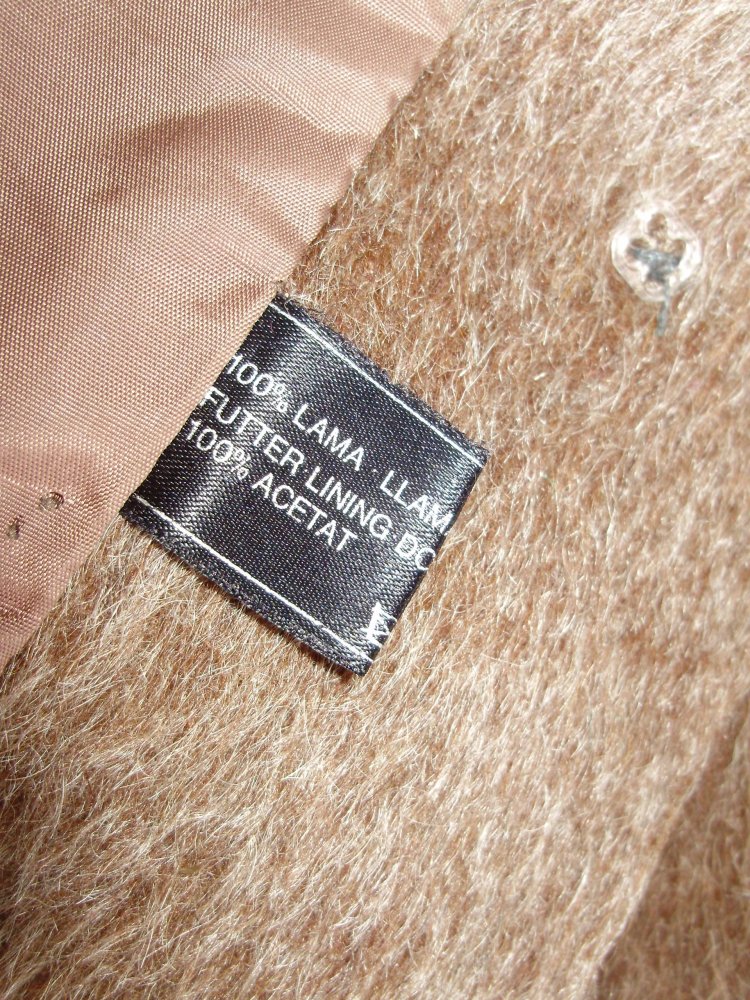 100% LAMA · LLAM
FUTTER LINING DO
100% ACETAT